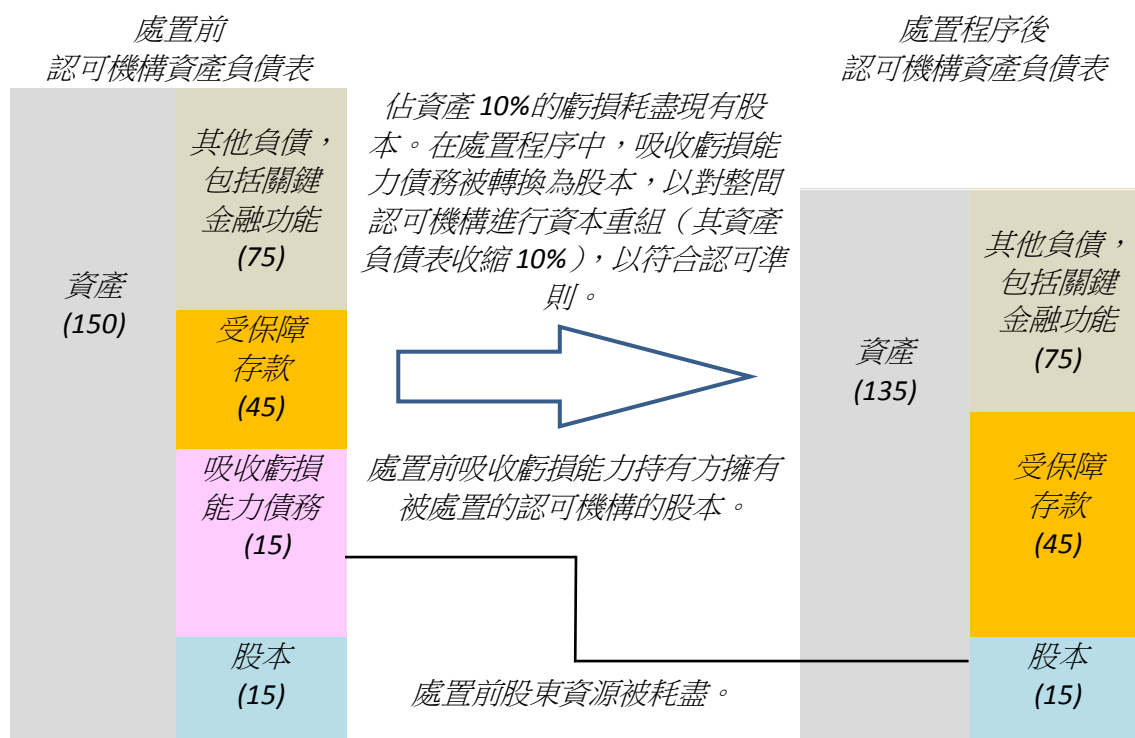 處置前
認可機構資產負債表
資產
(150)
其他負債，
包括關鍵
金融功能
(75)
受保障
存款
(45)
吸收虧損
能力債務
(15)
股本
(15)
佔資產 10%的虧損耗盡現有股
本。在處置程序中，吸收虧損能
力債務被轉換為股本，以對整間
認可機構進行資本重組（其資產
負債表收縮 10%），以符合認可準
則。
處置前吸收虧損能力持有方擁有
被處置的認可機構的股本。
處置前股東資源被耗盡。
處置程序後
認可機構資產負債表
資產
(135)
其他負債，
包括關鍵
金融功能
(75)
受保障
存款
(45)
股本
(15)